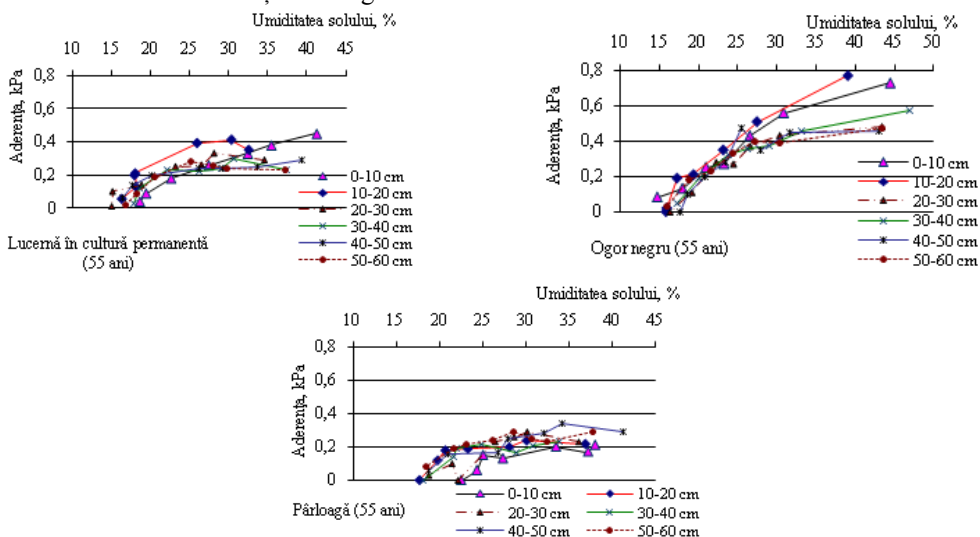 Umiditatea solului, %
10 15 20 25 30 35 40 45
0,8
0,6
0,4
0,2
0
Aderenţa, kPa
0-10 cm
10-20 cm
20-30 cm
30-40 cm
40-50 cm
50-60 cm
Lucernă în cultură permanentă
(55 ani)
Umiditatea solului, %
10 15 20 25 30 35 40 45 50
0,8
0,6
0,4
0,2
0
Aderenţa, kPa
0-10 cm
10-20 cm
20-30 cm
30-40 cm
40-50 cm
50-60 cm
Ogor negru (55 ani)
Umiditatea solului, %
10 15 20 25 30 35 40 45
0,8
0,6
0,4
0,2
0
Aderenţa, kPa
Pârloagă (55 ani)
0-10 cm 10-20 cm
20-30 cm 30-40 cm
40-50 cm 50-60 cm